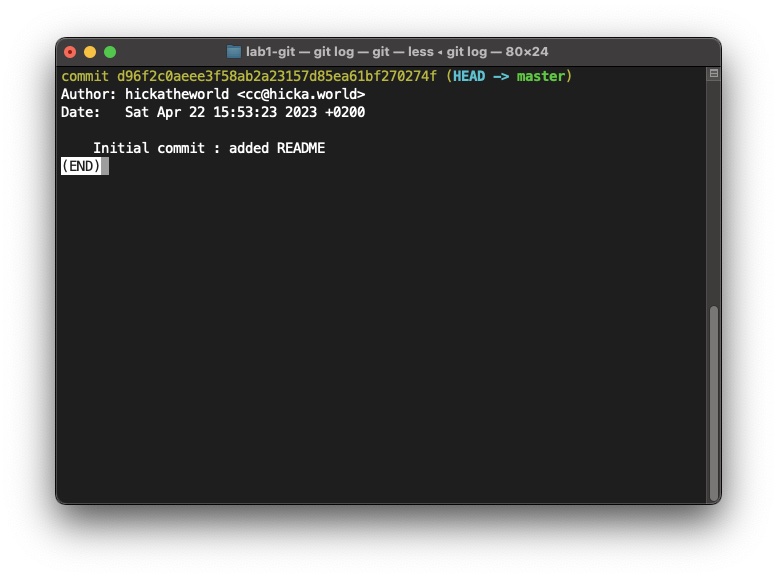 lab1-git — git log — git — less ◂ git log — 80×24
commit d96f2c0aeee3f58ab2a23157d85ea61bf270274f (HEAD -> master)
Author: hickatheworld <cc@hicka.world>
Date:   Sat Apr 22 15:53:23 2023 +0200
    Initial commit : added README
(END)